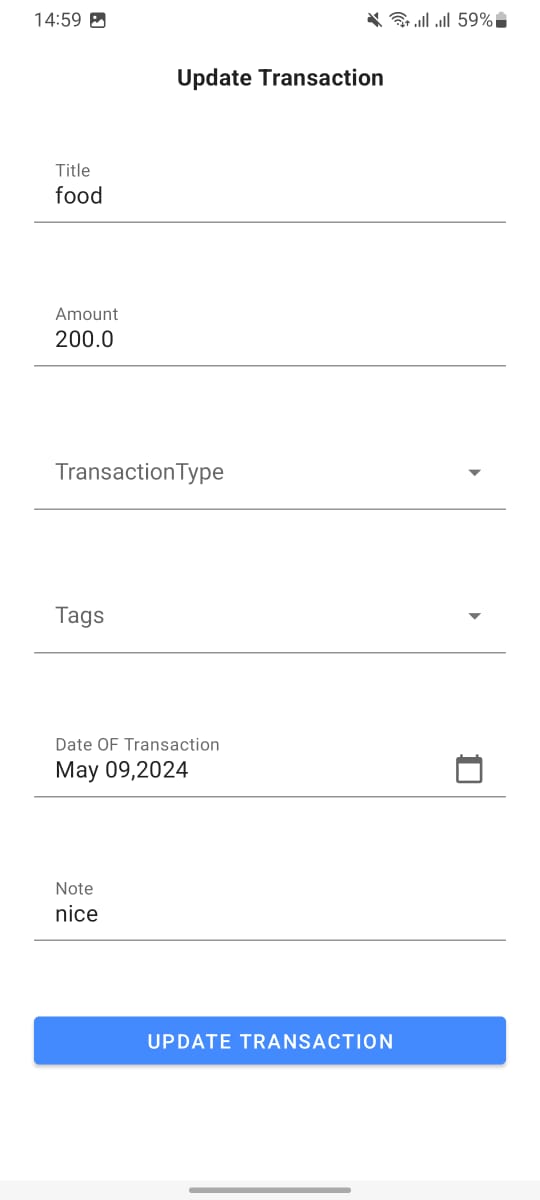 14:59 59%
Update Transaction
Title
food
Amount
200.0
TransactionType
Tags
Date OF Transaction
May 09,2024
Note
nice
UPDATE TRANSACTION